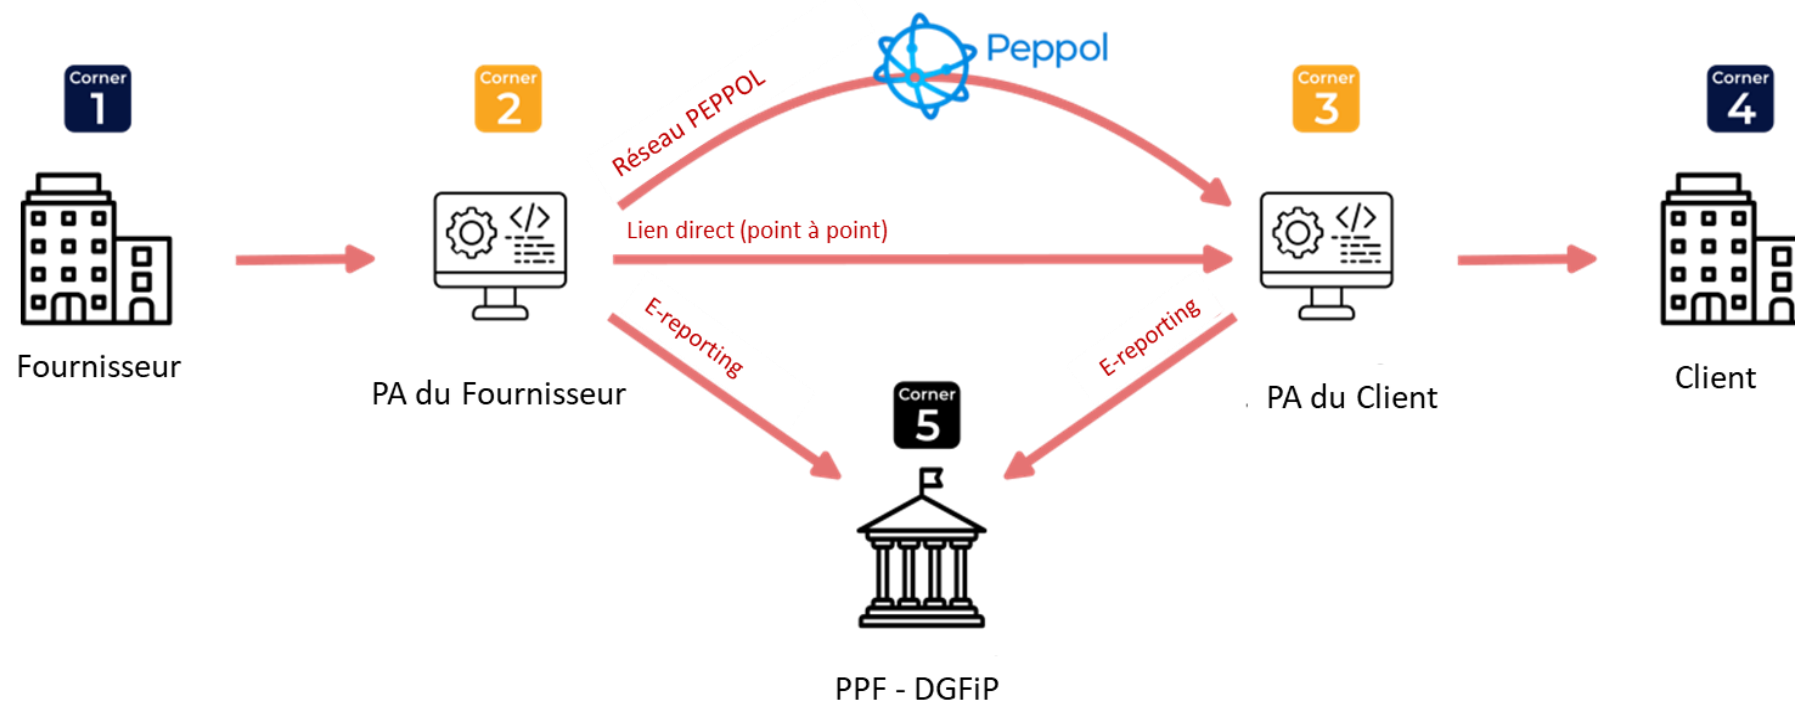 Peppol
Corner
1
Corner
2
Corner
3
Corner
4
Réseau PEPPOL
</>
</>
Lien direct (point à point)
E-reporting
E-reporting
Fournisseur
PA du Fournisseur
Corner
5
PA du Client
Client
PPF - DGFiP